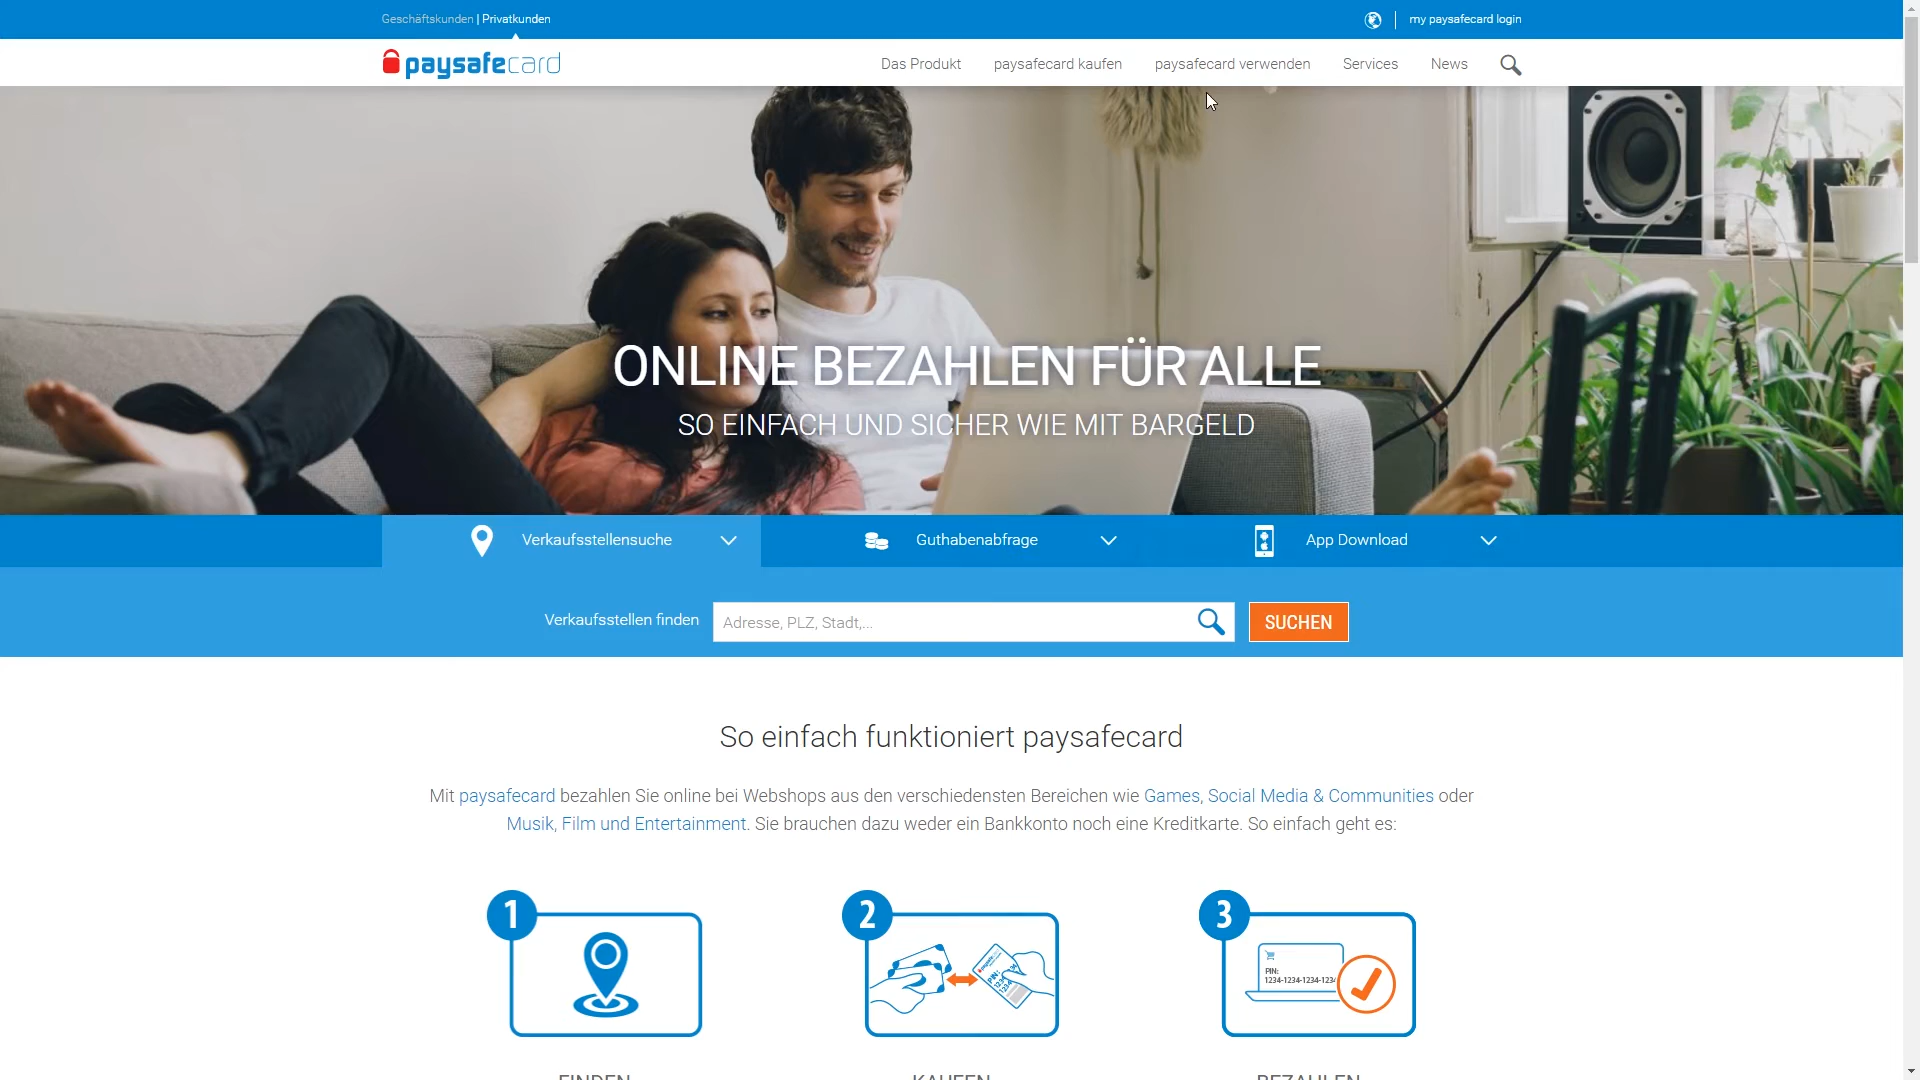 Geschäftskunden | Privatkunden
my paysafecard login
paysafecard
Das Produkt
paysafecard kaufen
paysafecard verwenden
Services
News
ONLINE BEZAHLEN FÜR ALLE
SO EINFACH UND SICHER WIE MIT BARGELD
Verkaufsstellensuche
Guthabenabfrage
App Download
Verkaufsstellen finden
Adresse, PLZ, Stadt,...
SUCHEN
So einfach funktioniert paysafecard
Mit paysafecard bezahlen Sie online bei Webshops aus den verschiedensten Bereichen wie Games, Social Media & Communities oder
Musik, Film und Entertainment. Sie brauchen dazu weder ein Bankkonto noch eine Kreditkarte. So einfach geht es:
1
2
3
PIN:
1234-1234-1234-1234
FINDEN
KAUFEN
BEZAHLEN